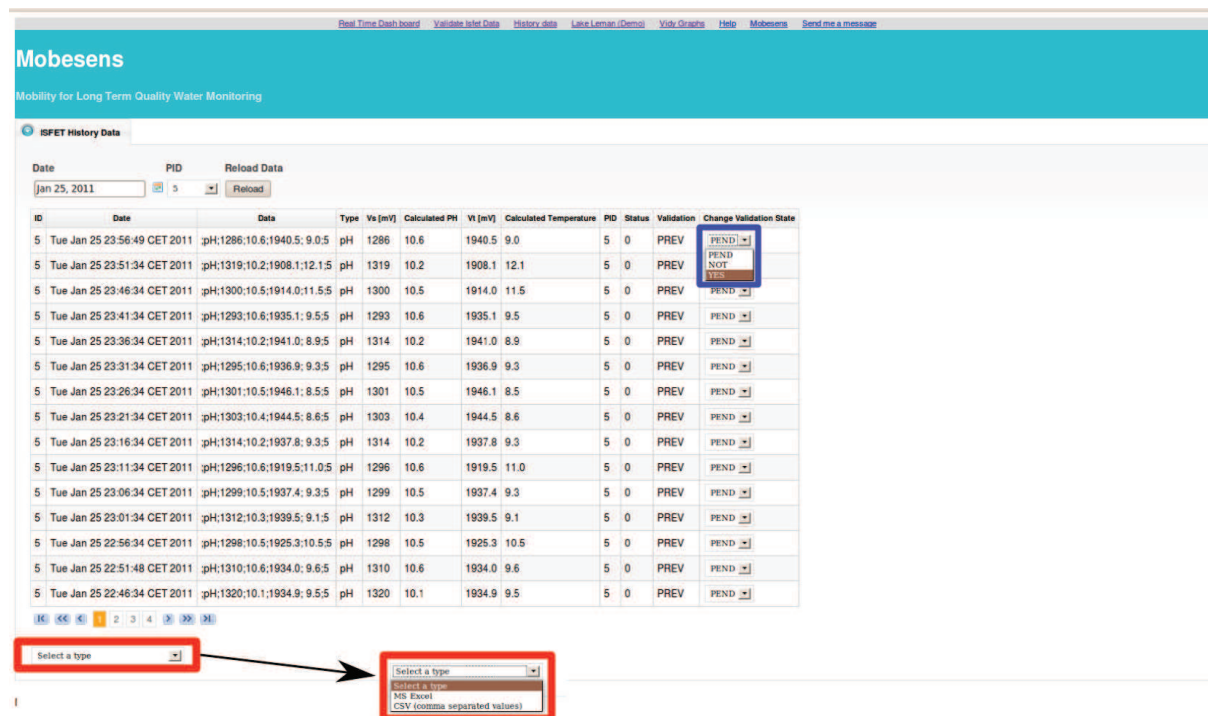 Real Time Dash board Validate Isfet Data History data Lake Leman (Demo) Vidy Graphs Help Mobesens Send me a message
Mobesens
Mobility for Long Term Quality Water Monitoring
ISFET History Data
Date PID Reload Data
Jan 25, 2011 5 Reload
ID Date Data Type Vs [mV] Calculated PH Vt [mV] Calculated Temperature PID Status Validation Change Validation State
5 Tue Jan 25 23:56:49 CET 2011 ;pH;1286;10.6;1940.5; 9.0;5 pH 1286 10.6 1940.5 9.0 5 0 PREV PEND
PEND
NOT
YES
5 Tue Jan 25 23:51:34 CET 2011 ;pH;1319;10.2;1908.1;12.1;5 pH 1319 10.2 1908.1 12.1 5 0 PREV
5 Tue Jan 25 23:46:34 CET 2011 ;pH;1300;10.5;1914.0;11.5;5 pH 1300 10.5 1914.0 11.5 5 0 PREV PEND
5 Tue Jan 25 23:41:34 CET 2011 ;pH;1293;10.6;1935.1; 9.5;5 pH 1293 10.6 1935.1 9.5 5 0 PREV PEND
5 Tue Jan 25 23:36:34 CET 2011 ;pH;1314;10.2;1941.0; 8.9;5 pH 1314 10.2 1941.0 8.9 5 0 PREV PEND
5 Tue Jan 25 23:31:34 CET 2011 ;pH;1295;10.6;1936.9; 9.3;5 pH 1295 10.6 1936.9 9.3 5 0 PREV PEND
5 Tue Jan 25 23:26:34 CET 2011 ;pH;1301;10.5;1946.1; 8.5;5 pH 1301 10.5 1946.1 8.5 5 0 PREV PEND
5 Tue Jan 25 23:21:34 CET 2011 ;pH;1303;10.4;1944.5; 8.6;5 pH 1303 10.4 1944.5 8.6 5 0 PREV PEND
5 Tue Jan 25 23:16:34 CET 2011 ;pH;1314;10.2;1937.8; 9.3;5 pH 1314 10.2 1937.8 9.3 5 0 PREV PEND
5 Tue Jan 25 23:11:34 CET 2011 ;pH;1296;10.6;1919.5;11.0;5 pH 1296 10.6 1919.5 11.0 5 0 PREV PEND
5 Tue Jan 25 23:06:34 CET 2011 ;pH;1299;10.5;1937.4; 9.3;5 pH 1299 10.5 1937.4 9.3 5 0 PREV PEND
5 Tue Jan 25 23:01:34 CET 2011 ;pH;1312;10.3;1939.5; 9.1;5 pH 1312 10.3 1939.5 9.1 5 0 PREV PEND
5 Tue Jan 25 22:56:34 CET 2011 ;pH;1298;10.5;1925.3;10.5;5 pH 1298 10.5 1925.3 10.5 5 0 PREV PEND
5 Tue Jan 25 22:51:48 CET 2011 ;pH;1310;10.6;1934.0; 9.6;5 pH 1310 10.6 1934.0 9.6 5 0 PREV PEND
5 Tue Jan 25 22:46:34 CET 2011 ;pH;1320;10.1;1934.9; 9.5;5 pH 1320 10.1 1934.9 9.5 5 0 PREV PEND
1 2 3 4
Select a type
Select a type
Select a type
MS Excel
CSV (comma separated values)